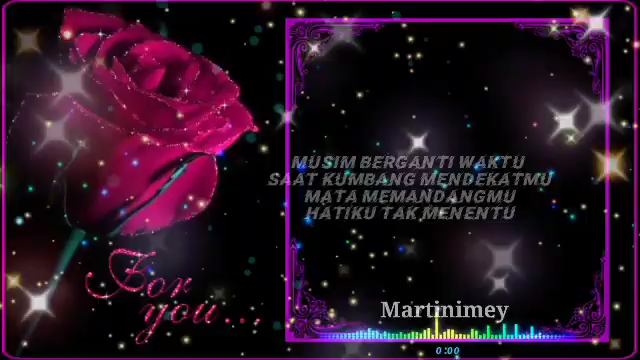 MUSIM BERGANTI WAKTU
SAAT KUMBANG MENDEKATMU
MATA MEMANDANGMU
HATIKU TAK MENENTU
For
you...
Martinimey
0:00